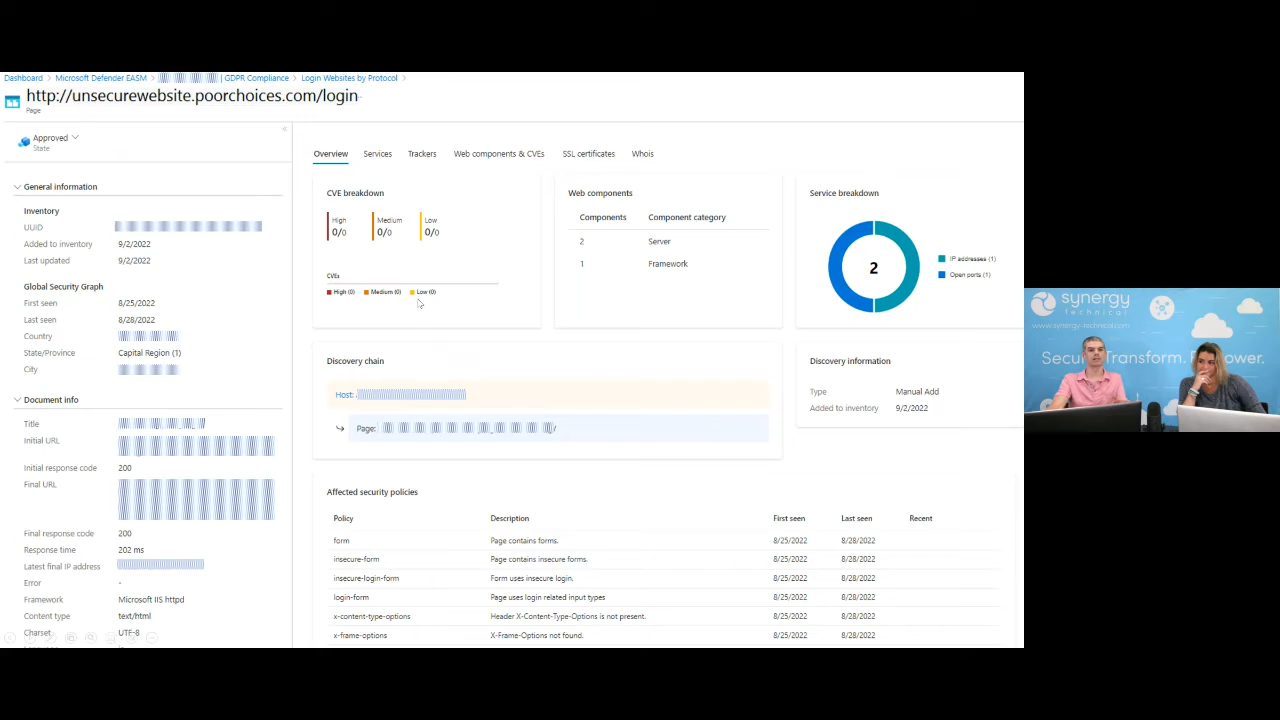 Dashboard > Microsoft Defender EASM > | GDPR Compliance > Login Websites by Protocol >
http://unsecurewebsite.poorchoices.com/login
Page
Approved
State
General information
Inventory
UUID
Added to inventory 9/2/2022
Last updated 9/2/2022
Global Security Graph
First seen 8/25/2022
Last seen 8/28/2022
Country
State/Province Capital Region (1)
City
Document info
Title
Initial URL
Initial response code 200
Final URL
Final response code 200
Response time 202 ms
Latest final IP address
Error -
Framework Microsoft IIS httpd
Content type text/html
Charset UTF-8
Overview Services Trackers Web components & CVEs SSL certificates Whois
CVE breakdown
High Medium Low
0/0 0/0 0/0
CVEs
High (0) Medium (0) Low (0)
Web components
Components Component category
2 Server
1 Framework
Service breakdown
2
IP addresses (1)
Open ports (1)
Discovery chain
Host:
Page: /
Discovery information
Type Manual Add
Added to inventory 9/2/2022
Affected security policies
Policy Description First seen Last seen Recent
form Page contains forms. 8/25/2022 8/28/2022
insecure-form Page contains insecure forms. 8/25/2022 8/28/2022
insecure-login-form Form uses insecure login. 8/25/2022 8/28/2022
login-form Page uses login related input types 8/25/2022 8/28/2022
x-content-type-options Header X-Content-Type-Options is not present. 8/25/2022 8/28/2022
x-frame-options X-Frame-Options not found. 8/25/2022 8/28/2022
synergy
technical
www.synergy-technical.com